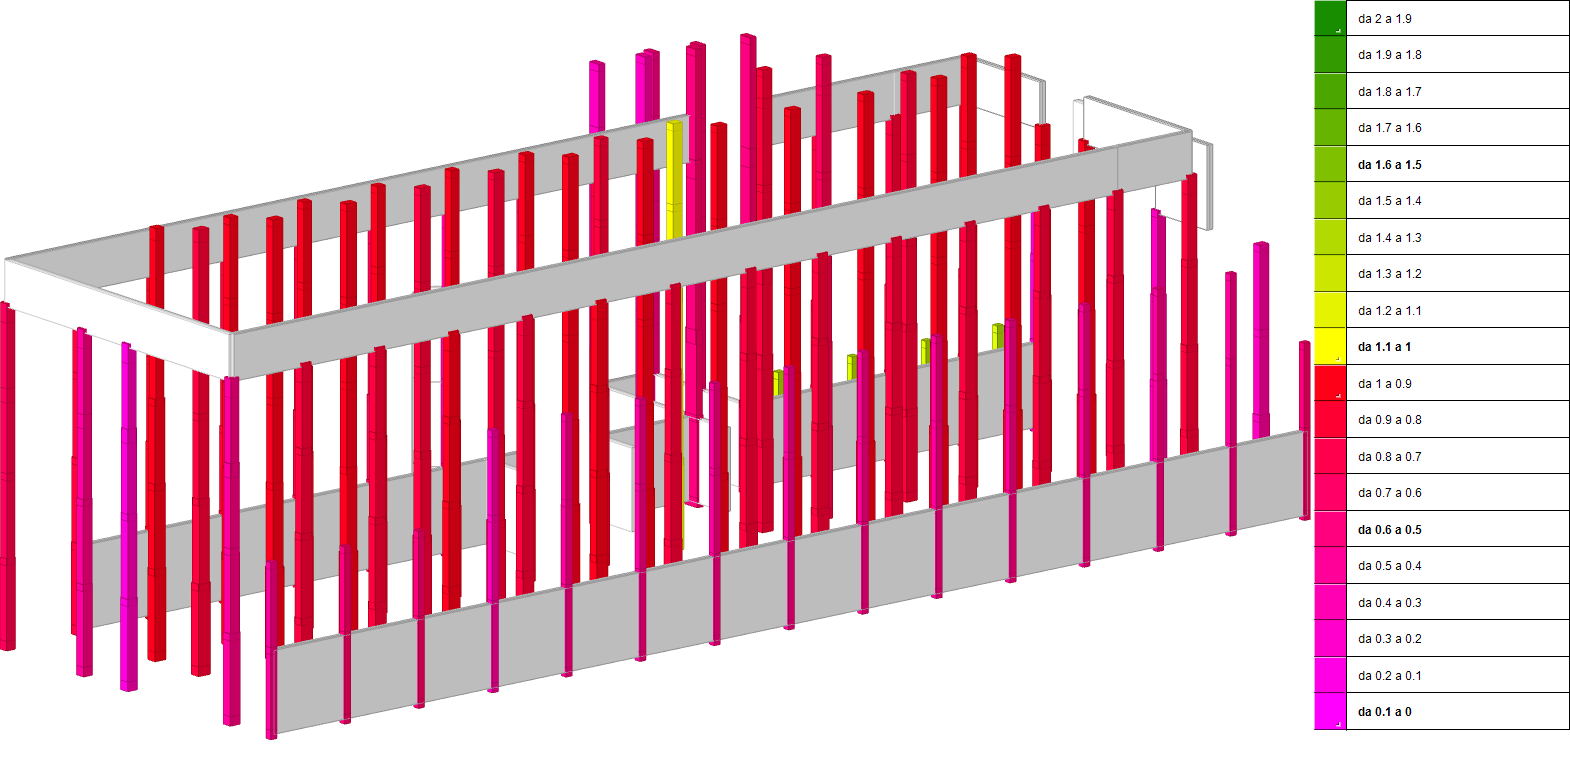 da 2 a 1.9
da 1.9 a 1.8
da 1.8 a 1.7
da 1.7 a 1.6
da 1.6 a 1.5
da 1.5 a 1.4
da 1.4 a 1.3
da 1.3 a 1.2
da 1.2 a 1.1
da 1.1 a 1
da 1 a 0.9
da 0.9 a 0.8
da 0.8 a 0.7
da 0.7 a 0.6
da 0.6 a 0.5
da 0.5 a 0.4
da 0.4 a 0.3
da 0.3 a 0.2
da 0.2 a 0.1
da 0.1 a 0